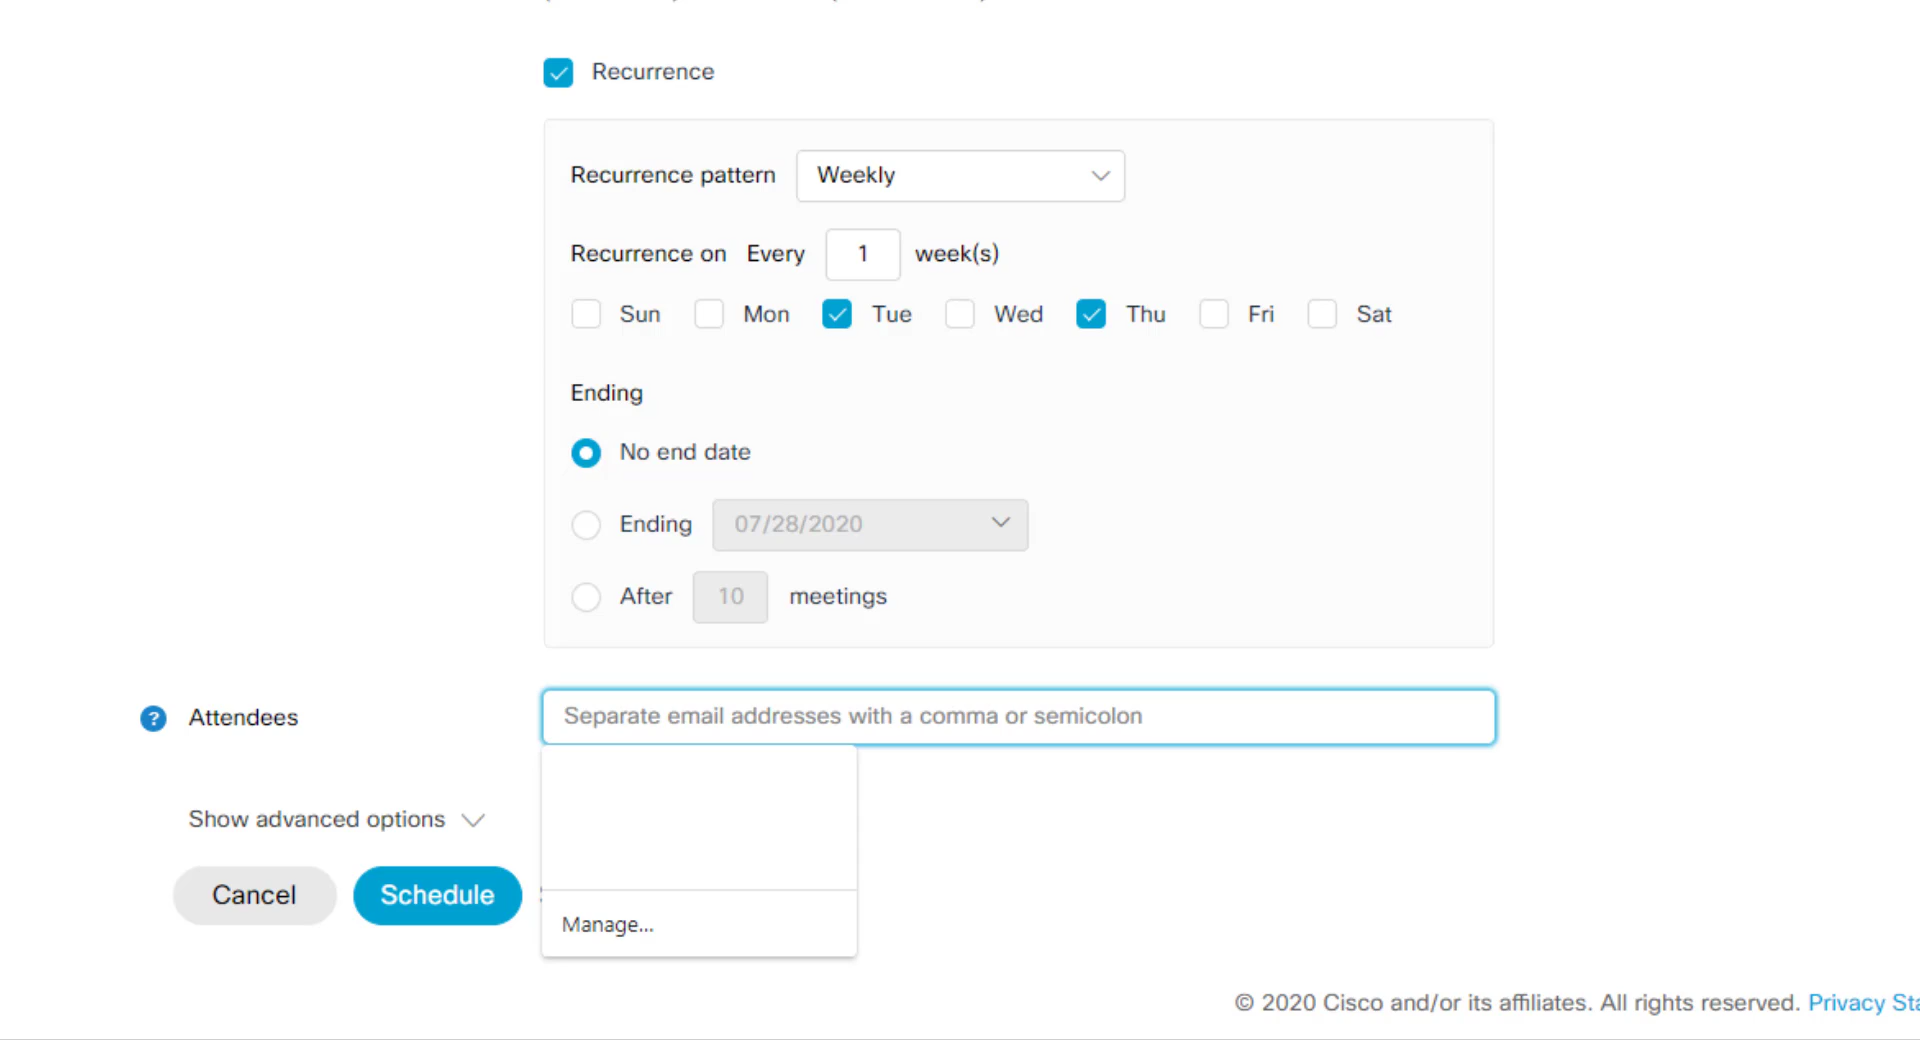 Recurrence
Recurrence pattern Weekly
Recurrence on Every 1 week(s)
Sun Mon Tue Wed Thu Fri Sat
Ending
No end date
Ending 07/28/2020
After 10 meetings
? Attendees Separate email addresses with a comma or semicolon
Show advanced options
Cancel Schedule
Manage...
© 2020 Cisco and/or its affiliates. All rights reserved. Privacy